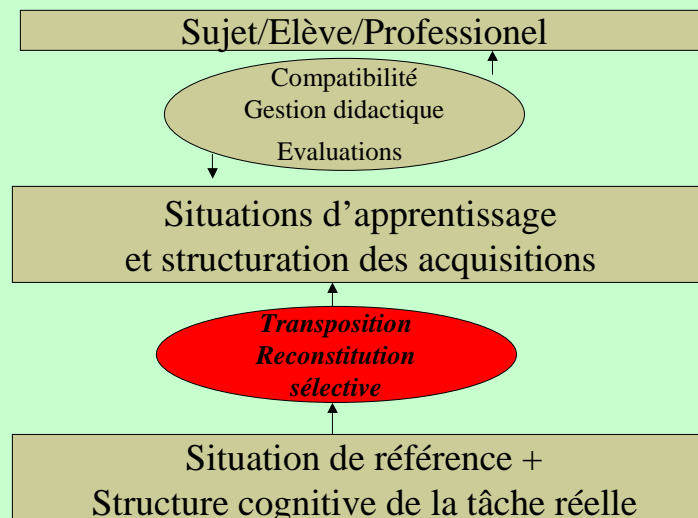 Sujet/Elève/Professionel
Compatibilité
Gestion didactique
Evaluations
Situations d’apprentissage
et structuration des acquisitions
Transposition
Reconstitution
sélective
Situation de référence +
Structure cognitive de la tâche réelle